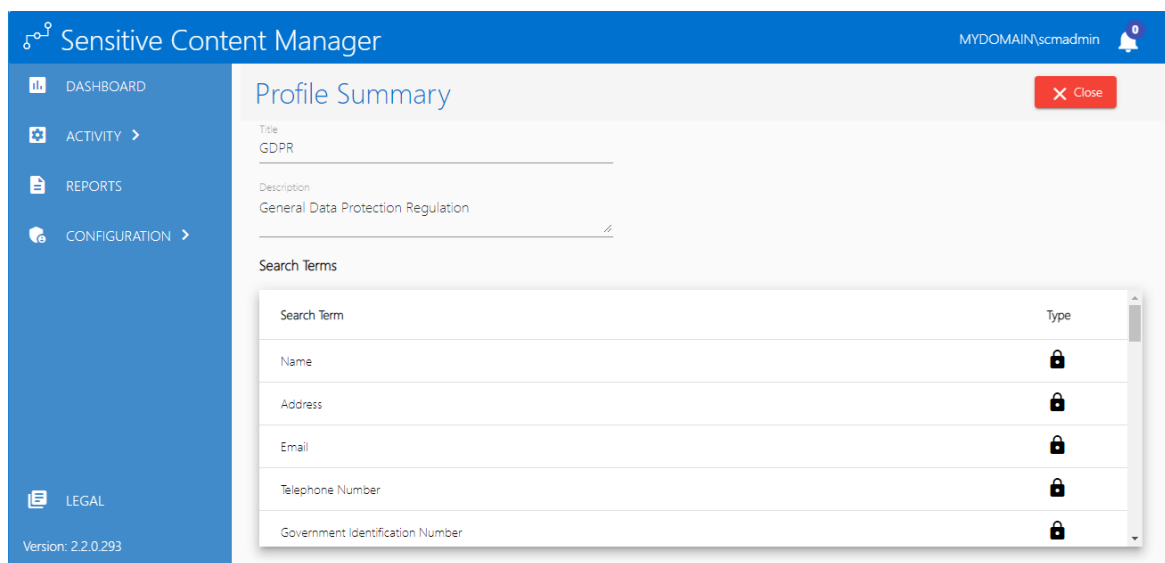 Sensitive Content Manager
MYDOMAIN\scmadmin
0
DASHBOARD
ACTIVITY
REPORTS
CONFIGURATION
LEGAL
Version: 2.2.0.293
Profile Summary
Close
Title
GDPR
Description
General Data Protection Regulation
Search Terms
Search Term Type
Name
Address
Email
Telephone Number
Government Identification Number